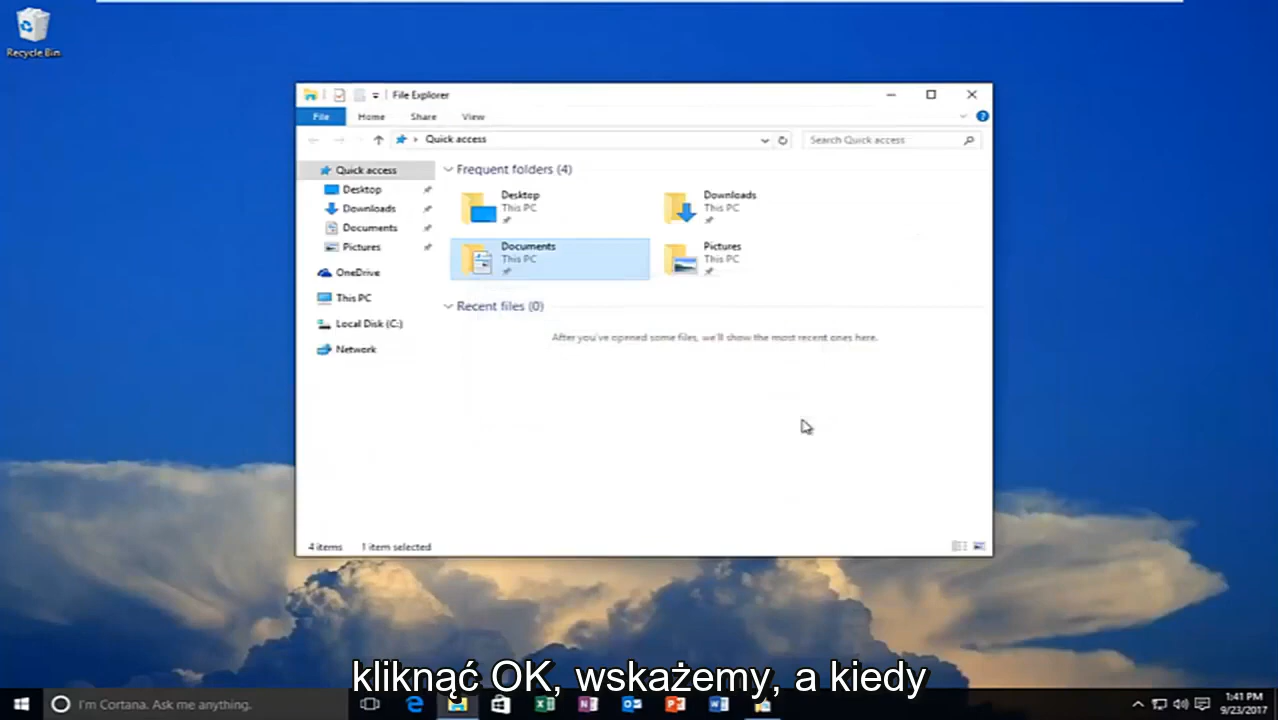 Recycle Bin
File Explorer
File Home Share View
Quick access
Search Quick access
Quick access
Desktop
Downloads
Documents
Pictures
OneDrive
This PC
Local Disk (C:)
Network
Frequent folders (4)
Desktop
This PC
Downloads
This PC
Documents
This PC
Pictures
This PC
Recent files (0)
After you've opened some files, we'll show the most recent ones here.
4 items 1 item selected
kliknąć OK, wskażemy, a kiedy
I'm Cortana. Ask me anything.
1:41 PM
9/23/2017